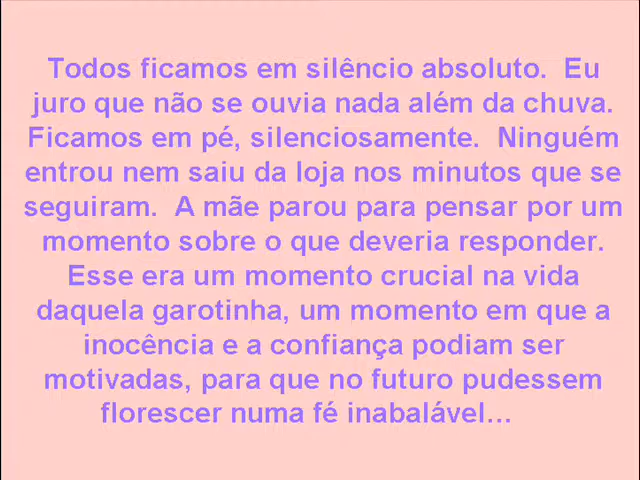 Todos ficamos em silêncio absoluto.  Eu
juro que não se ouvia nada além da chuva.
Ficamos em pé, silenciosamente.  Ninguém
entrou nem saiu da loja nos minutos que se
seguiram.  A mãe parou para pensar por um
momento sobre o que deveria responder.
Esse era um momento crucial na vida
daquela garotinha, um momento em que a
inocência e a confiança podiam ser
motivadas, para que no futuro pudessem
florescer numa fé inabalável...